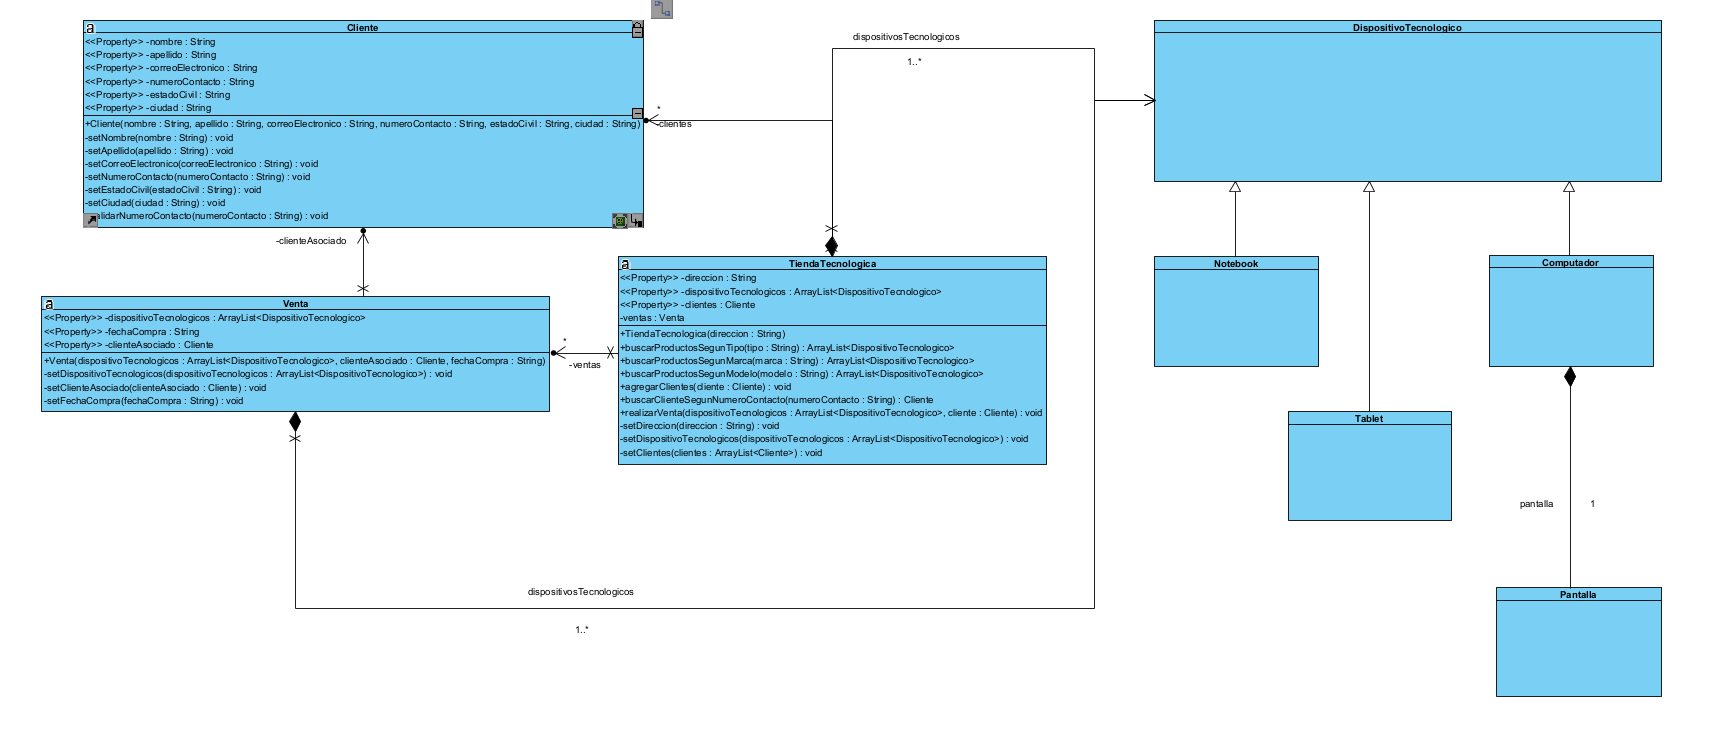 Cliente
<<Property>> -nombre : String
<<Property>> -apellido : String
<<Property>> -correoElectronico : String
<<Property>> -numeroContacto : String
<<Property>> -estadoCivil : String
<<Property>> -ciudad : String
+Cliente(nombre : String, apellido : String, correoElectronico : String, numeroContacto : String, estadoCivil : String, ciudad : String)
-setNombre(nombre : String) : void
-setApellido(apellido : String) : void
-setCorreoElectronico(correoElectronico : String) : void
-setNumeroContacto(numeroContacto : String) : void
-setEstadoCivil(estadoCivil : String) : void
-setCiudad(ciudad : String) : void
alidarNumeroContacto(numeroContacto : String) : void
*
-clientes
dispositivosTecnologicos
1..*
DispositivoTecnologico
-clienteAsociado
Venta
<<Property>> -dispositivoTecnologicos : ArrayList<DispositivoTecnologico>
<<Property>> -fechaCompra : String
<<Property>> -clienteAsociado : Cliente
+Venta(dispositivoTecnologicos : ArrayList<DispositivoTecnologico>, clienteAsociado : Cliente, fechaCompra : String)
-setDispositivoTecnologicos(dispositivoTecnologicos : ArrayList<DispositivoTecnologico>) : void
-setClienteAsociado(clienteAsociado : Cliente) : void
-setFechaCompra(fechaCompra : String) : void
*
-ventas
TiendaTecnologica
<<Property>> -direccion : String
<<Property>> -dispositivoTecnologicos : ArrayList<DispositivoTecnologico>
<<Property>> -clientes : Cliente
-ventas : Venta
+TiendaTecnologica(direccion : String)
+buscarProductosSegunTipo(tipo : String) : ArrayList<DispositivoTecnologico>
+buscarProductosSegunMarca(marca : String) : ArrayList<DispositivoTecnologico>
+buscarProductosSegunModelo(modelo : String) : ArrayList<DispositivoTecnologico>
+agregarClientes(cliente : Cliente) : void
+buscarClienteSegunNumeroContacto(numeroContacto : String) : Cliente
+realizarVenta(dispositivoTecnologicos : ArrayList<DispositivoTecnologico>, cliente : Cliente) : void
-setDireccion(direccion : String) : void
-setDispositivoTecnologicos(dispositivoTecnologicos : ArrayList<DispositivoTecnologico>) : void
-setClientes(clientes : ArrayList<Cliente>) : void
Notebook
Computador
Tablet
pantalla
1
Pantalla
dispositivosTecnologicos
1..*